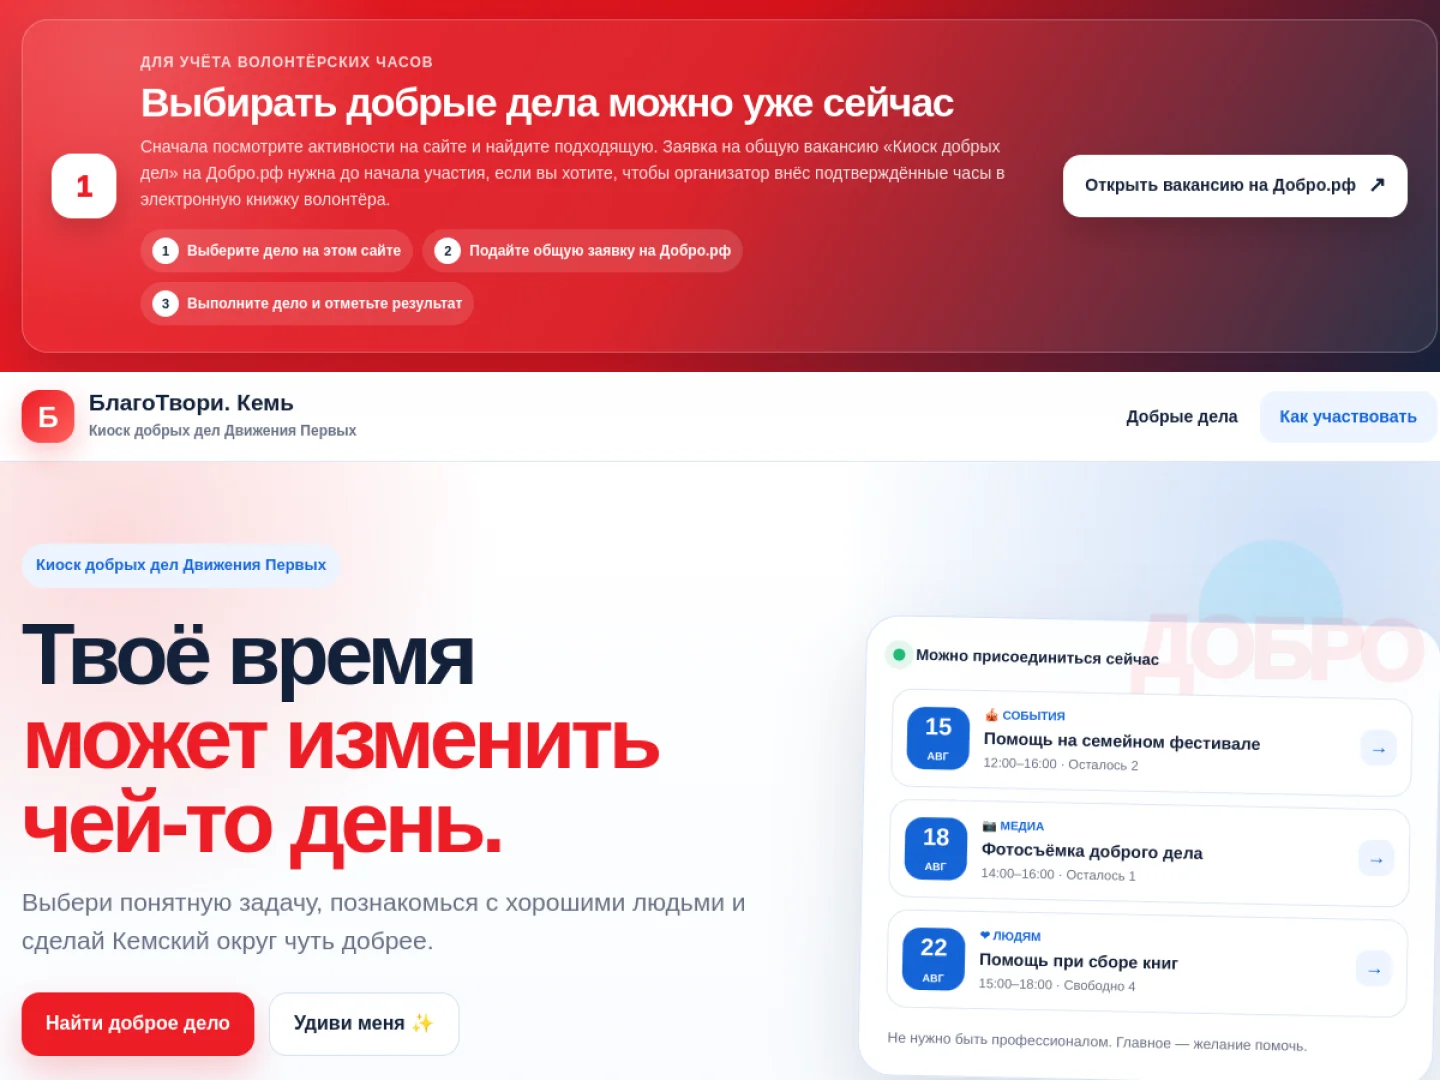 ДЛЯ УЧЁТА ВОЛОНТЁРСКИХ ЧАСОВ
Выбирать добрые дела можно уже сейчас
1
Сначала посмотрите активности на сайте и найдите подходящую. Заявка на общую вакансию «Киоск добрых
дел» на Добро.рф нужна до начала участия, если вы хотите, чтобы организатор внёс подтверждённые часы в
электронную книжку волонтёра.
Открыть вакансию на Добро.рф ↗
1 Выберите дело на этом сайте
2 Подайте общую заявку на Добро.рф
3 Выполните дело и отметьте результат
Б
БлагоТвори. Кемь
Киоск добрых дел Движения Первых
Добрые дела
Как участвовать
Киоск добрых дел Движения Первых
Твоё время
может изменить
чей-то день.
Выбери понятную задачу, познакомься с хорошими людьми и
сделай Кемский округ чуть добрее.
Найти доброе дело
Удиви меня ✨
ДОБРО
Можно присоединиться сейчас
15
АВГ
🎪 СОБЫТИЯ
Помощь на семейном фестивале
12:00–16:00 · Осталось 2
→
18
АВГ
📷 МЕДИА
Фотосъёмка доброго дела
14:00–16:00 · Осталось 1
→
22
АВГ
❤ ЛЮДЯМ
Помощь при сборе книг
15:00–18:00 · Свободно 4
→
Не нужно быть профессионалом. Главное — желание помочь.